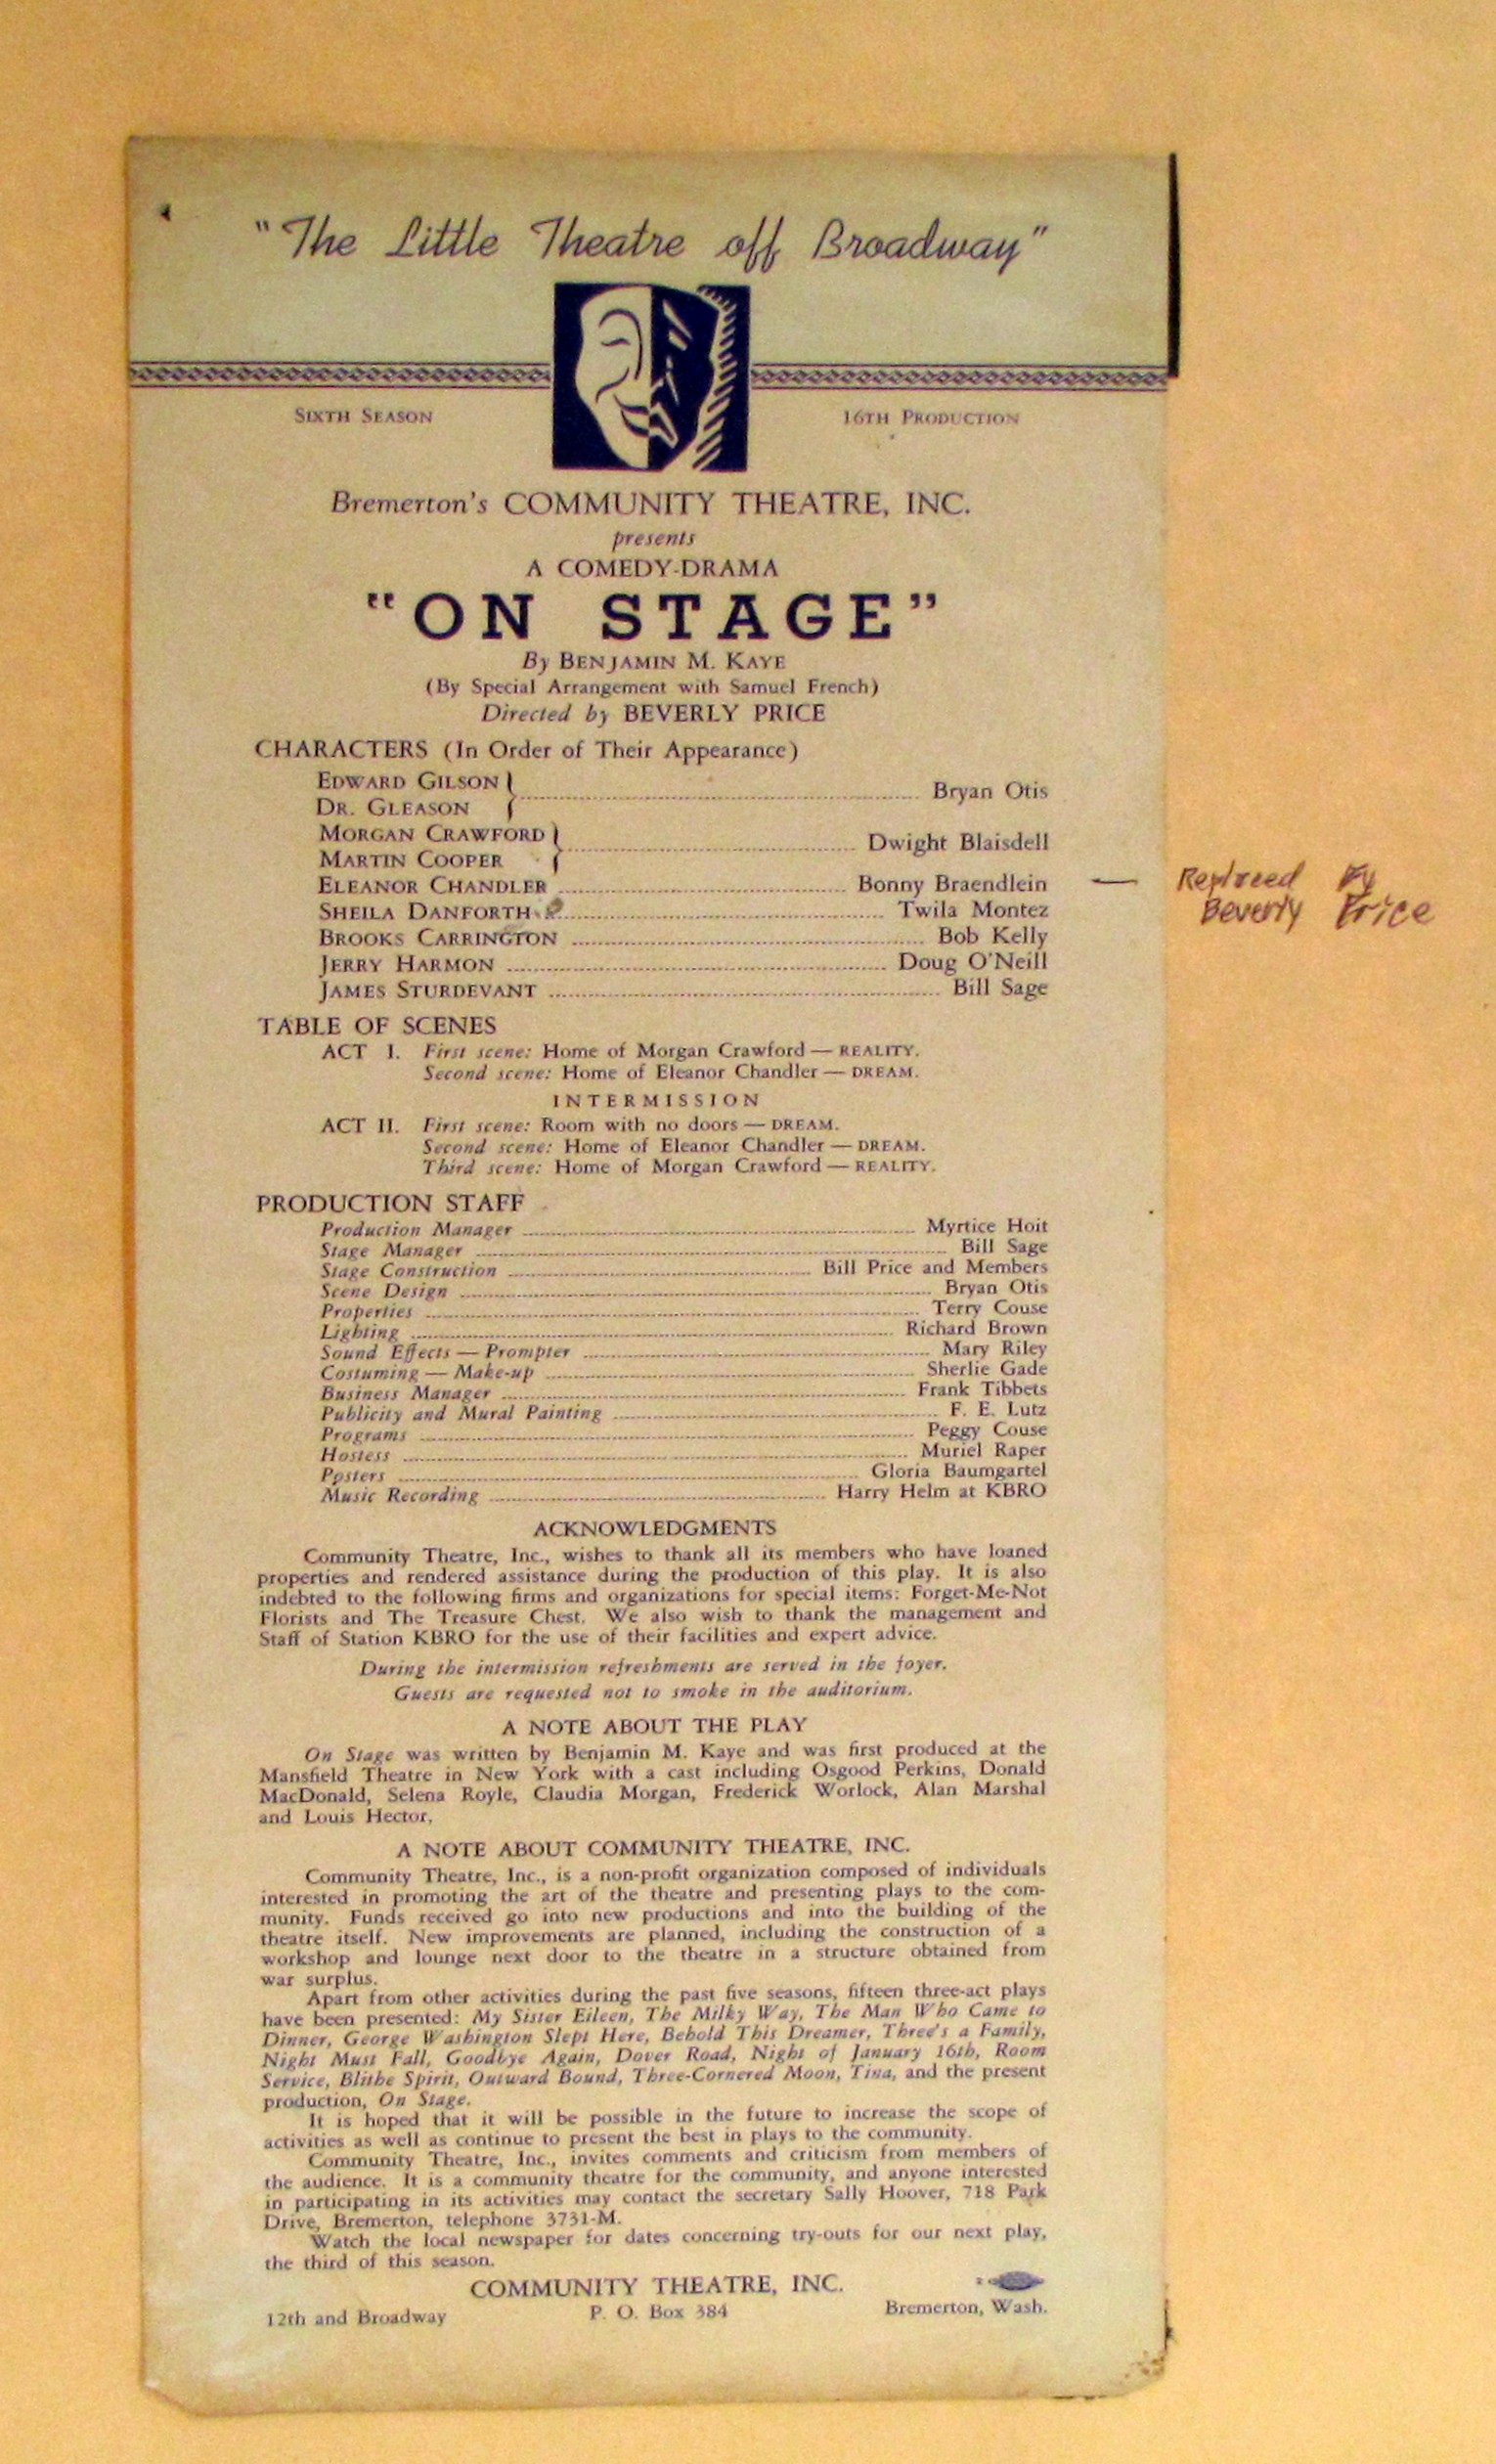 "The Little Theatre off Broadway"
SIXTH SEASON
16TH PRODUCTION
Bremerton's COMMUNITY THEATRE, INC.
presents
A COMEDY-DRAMA
"ON STAGE"
By BENJAMIN M. KAYE
(By Special Arrangement with Samuel French)
Directed by BEVERLY PRICE
CHARACTERS (In Order of Their Appearance)
EDWARD GILSON
DR. GLEASON } Bryan Otis
MORGAN CRAWFORD
MARTIN COOPER } Dwight Blaisdell
ELEANOR CHANDLER Bonny Braendlein — Replaced by
Beverly Price
SHEILA DANFORTH Twila Montez
BROOKS CARRINGTON Bob Kelly
JERRY HARMON Doug O'Neill
JAMES STURDEVANT Bill Sage
TABLE OF SCENES
ACT I. First scene: Home of Morgan Crawford — REALITY.
Second scene: Home of Eleanor Chandler — DREAM.
INTERMISSION
ACT II. First scene: Room with no doors — DREAM.
Second scene: Home of Eleanor Chandler — DREAM.
Third scene: Home of Morgan Crawford — REALITY.
PRODUCTION STAFF
Production Manager Myrtice Hoit
Stage Manager Bill Sage
Stage Construction Bill Price and Members
Scene Design Bryan Otis
Properties Terry Couse
Lighting Richard Brown
Sound Effects — Prompter Mary Riley
Costuming — Make-up Sherlie Gade
Business Manager Frank Tibbets
Publicity and Mural Painting F. E. Lutz
Programs Peggy Couse
Hostess Muriel Raper
Posters Gloria Baumgartel
Music Recording Harry Helm at KBRO
ACKNOWLEDGMENTS
Community Theatre, Inc., wishes to thank all its members who have loaned
properties and rendered assistance during the production of this play. It is also
indebted to the following firms and organizations for special items: Forget-Me-Not
Florists and The Treasure Chest. We also wish to thank the management and
Staff of Station KBRO for the use of their facilities and expert advice.
During the intermission refreshments are served in the foyer.
Guests are requested not to smoke in the auditorium.
A NOTE ABOUT THE PLAY
On Stage was written by Benjamin M. Kaye and was first produced at the
Mansfield Theatre in New York with a cast including Osgood Perkins, Donald
MacDonald, Selena Royle, Claudia Morgan, Frederick Worlock, Alan Marshal
and Louis Hector.
A NOTE ABOUT COMMUNITY THEATRE, INC.
Community Theatre, Inc., is a non-profit organization composed of individuals
interested in promoting the art of the theatre and presenting plays to the com-
munity. Funds received go into new productions and into the building of the
theatre itself. New improvements are planned, including the construction of a
workshop and lounge next door to the theatre in a structure obtained from
war surplus.
Apart from other activities during the past five seasons, fifteen three-act plays
have been presented: My Sister Eileen, The Milky Way, The Man Who Came to
Dinner, George Washington Slept Here, Behold This Dreamer, Three's a Family,
Night Must Fall, Goodbye Again, Dover Road, Night of January 16th, Room
Service, Blithe Spirit, Outward Bound, Three-Cornered Moon, Tina, and the present
production, On Stage.
It is hoped that it will be possible in the future to increase the scope of
activities as well as continue to present the best in plays to the community.
Community Theatre, Inc., invites comments and criticism from members of
the audience. It is a community theatre for the community, and anyone interested
in participating in its activities may contact the secretary Sally Hoover, 718 Park
Drive, Bremerton, telephone 3731-M.
Watch the local newspaper for dates concerning try-outs for our next play,
the third of this season.
COMMUNITY THEATRE, INC.
12th and Broadway P. O. Box 384 Bremerton, Wash.